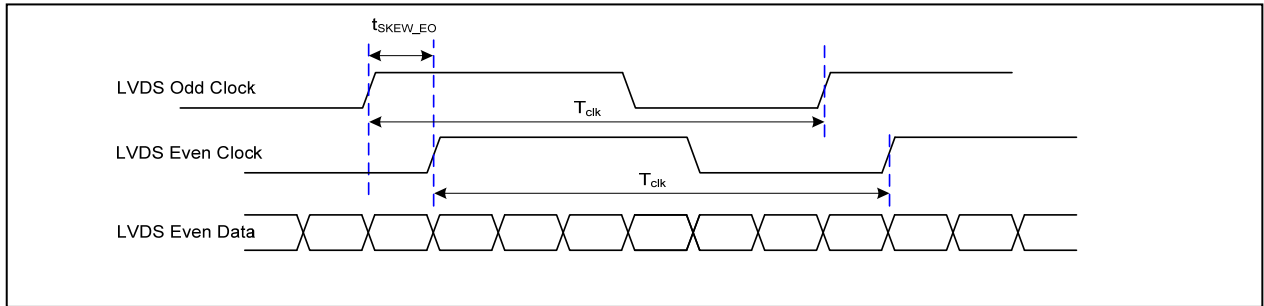 tSKEW_EO
LVDS Odd Clock
Tclk
LVDS Even Clock
Tclk
LVDS Even Data